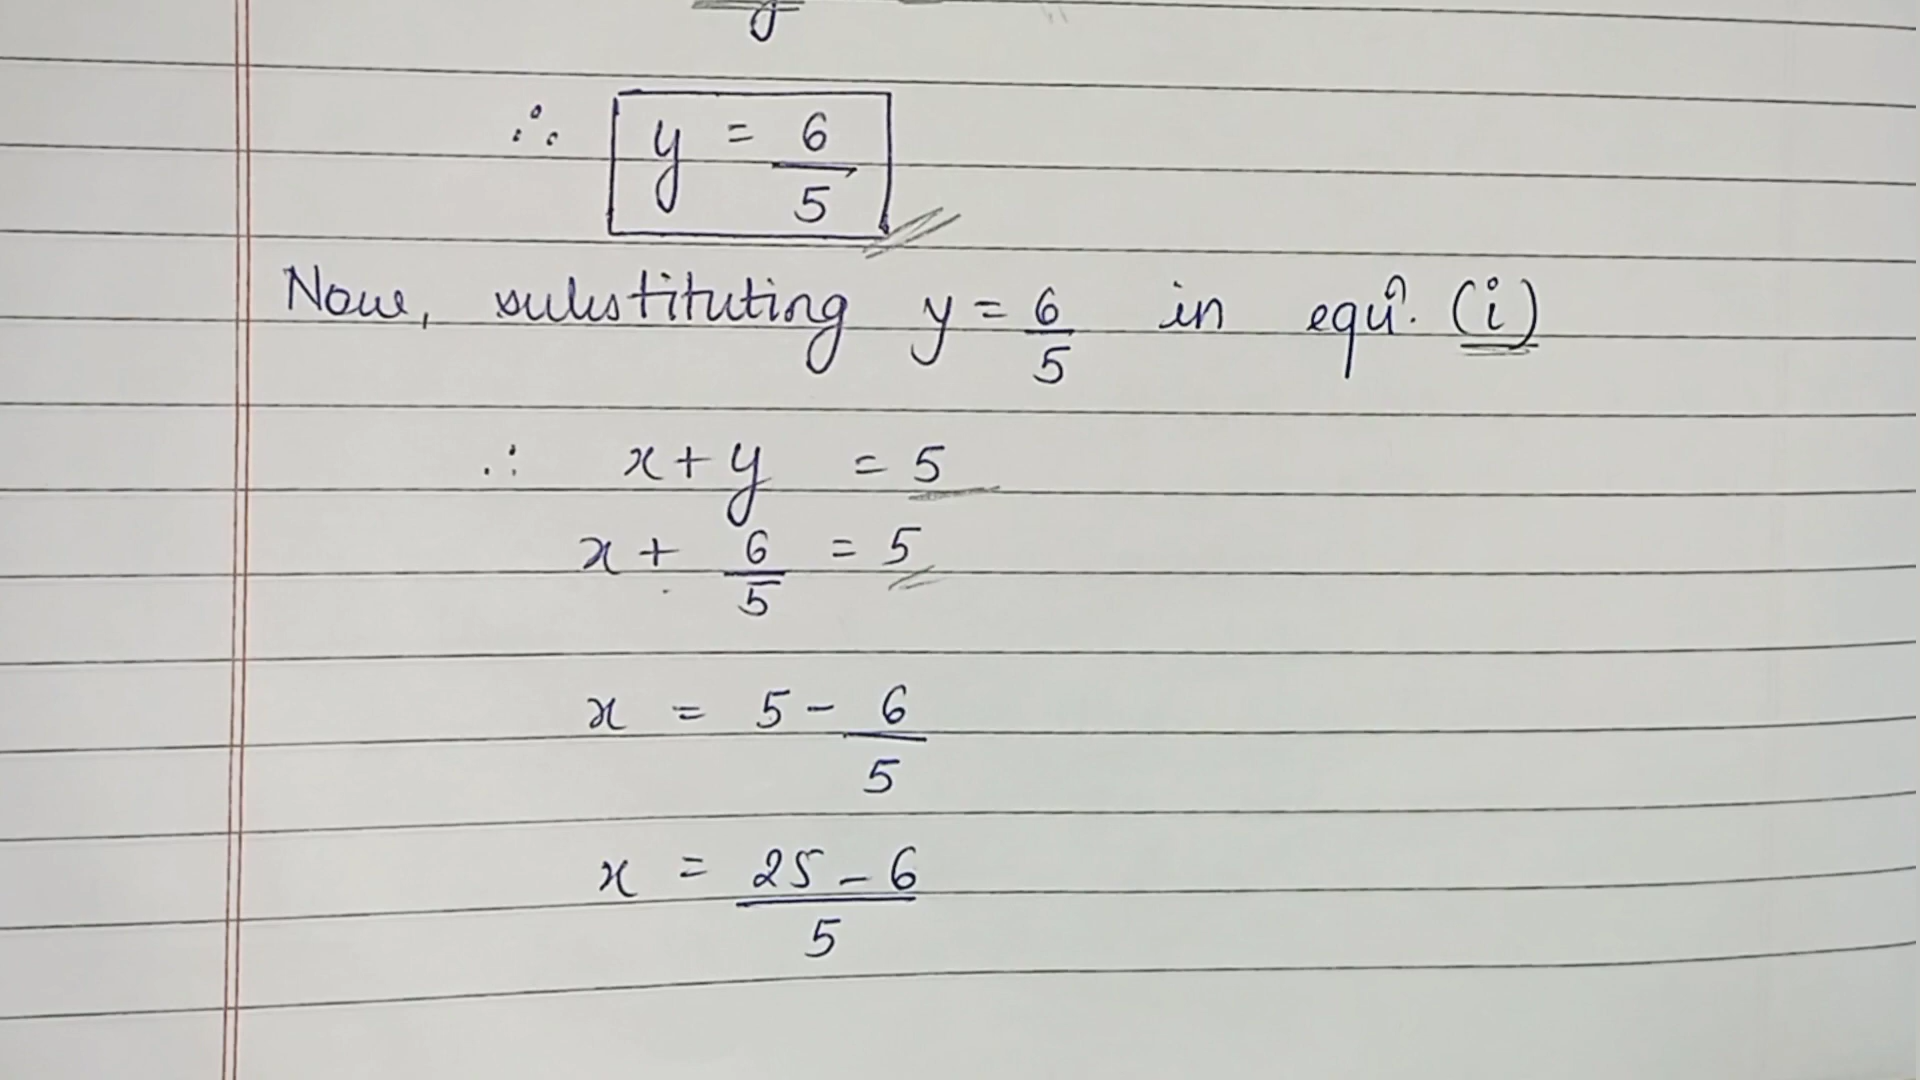 y
∴ y = 6/5
Now, substituting y = 6/5 in equn. (i)
∴ x + y = 5
x + 6/5 = 5
x = 5 - 6/5
x = 25 - 6 / 5